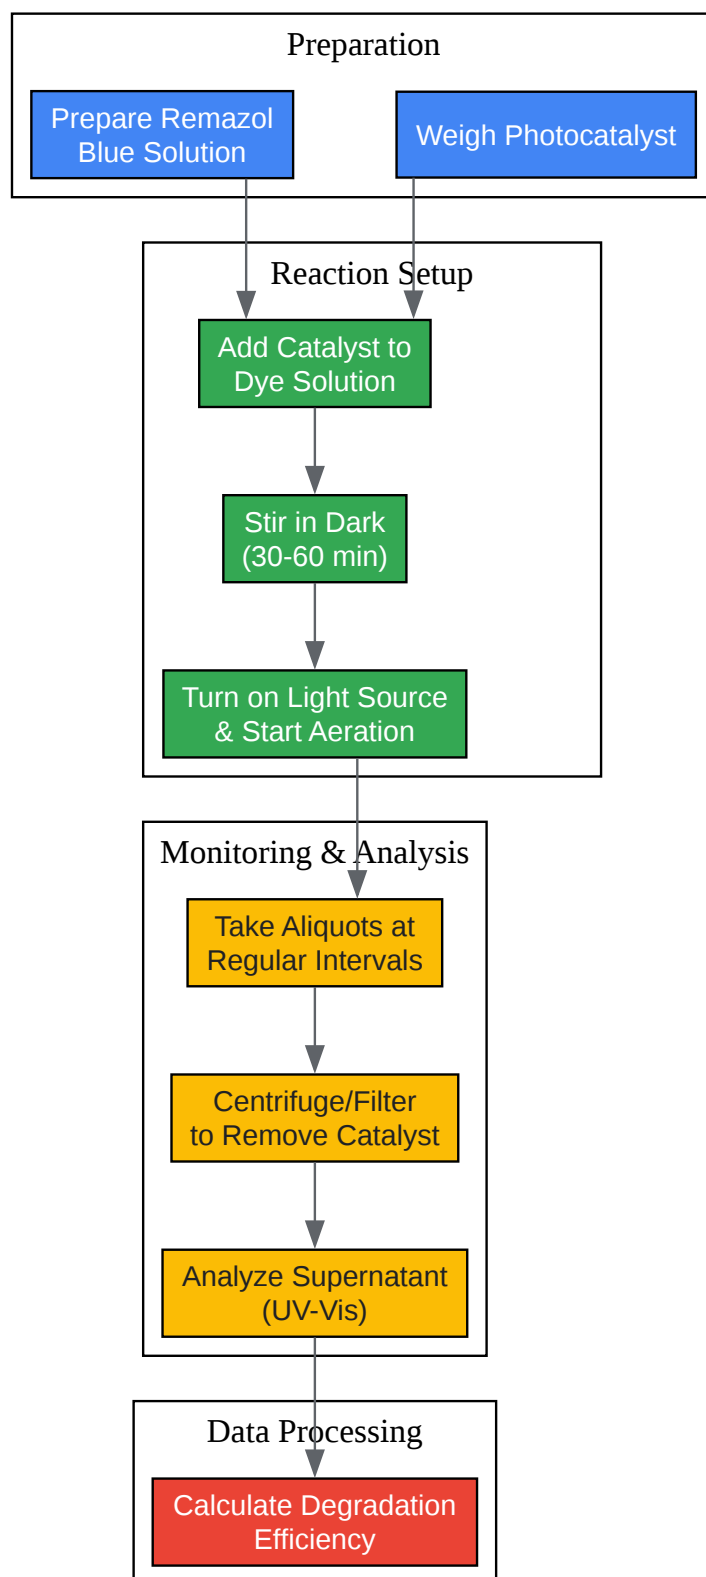 Preparation
Prepare Remazol
Blue Solution
Weigh Photocatalyst
Reaction Setup
Add Catalyst to
Dye Solution
Stir in Dark
(30-60 min)
Turn on Light Source
& Start Aeration
Monitoring & Analysis
Take Aliquots at
Regular Intervals
Centrifuge/Filter
to Remove Catalyst
Analyze Supernatant
(UV-Vis)
Data Processing
Calculate Degradation
Efficiency